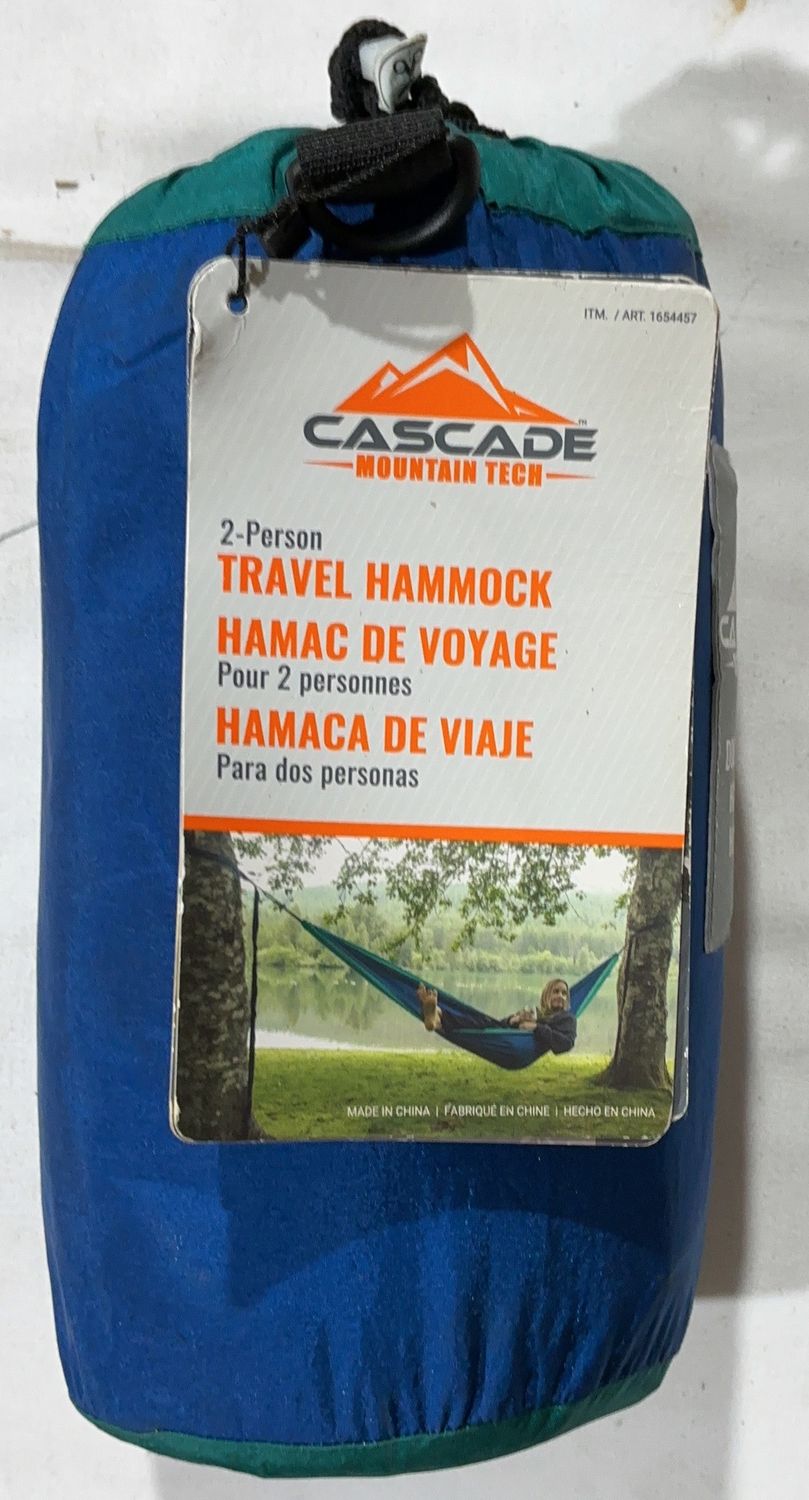 ITM. / ART. 1654457
CASCADE™
MOUNTAIN TECH
2-Person
TRAVEL HAMMOCK
HAMAC DE VOYAGE
Pour 2 personnes
HAMACA DE VIAJE
Para dos personas
MADE IN CHINA | FABRIQUÉ EN CHINE | HECHO EN CHINA